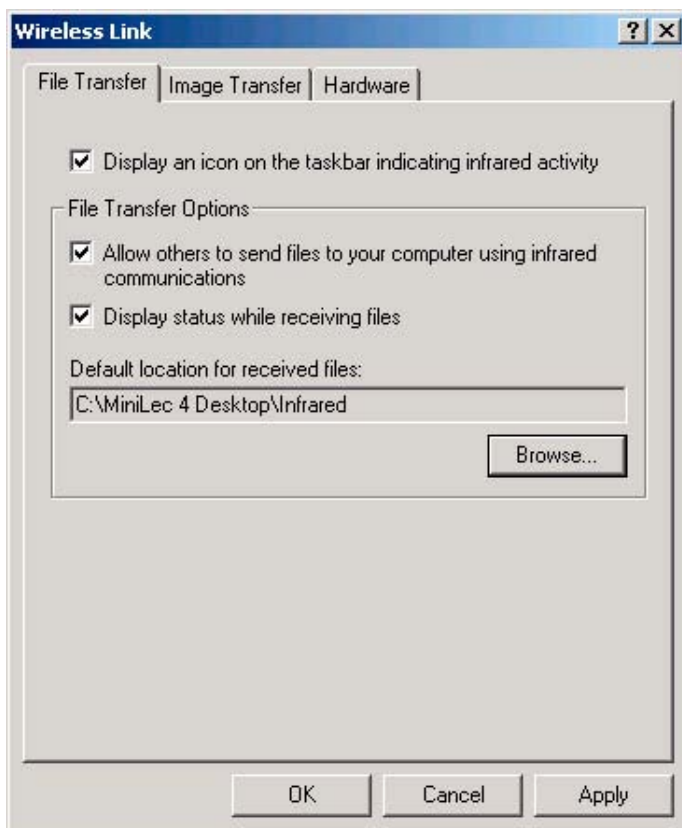 Wireless Link
File Transfer Image Transfer Hardware
Display an icon on the taskbar indicating infrared activity
File Transfer Options
Allow others to send files to your computer using infrared
communications
Display status while receiving files
Default location for received files:
C:\MiniLec 4 Desktop\Infrared
Browse...
OK Cancel Apply